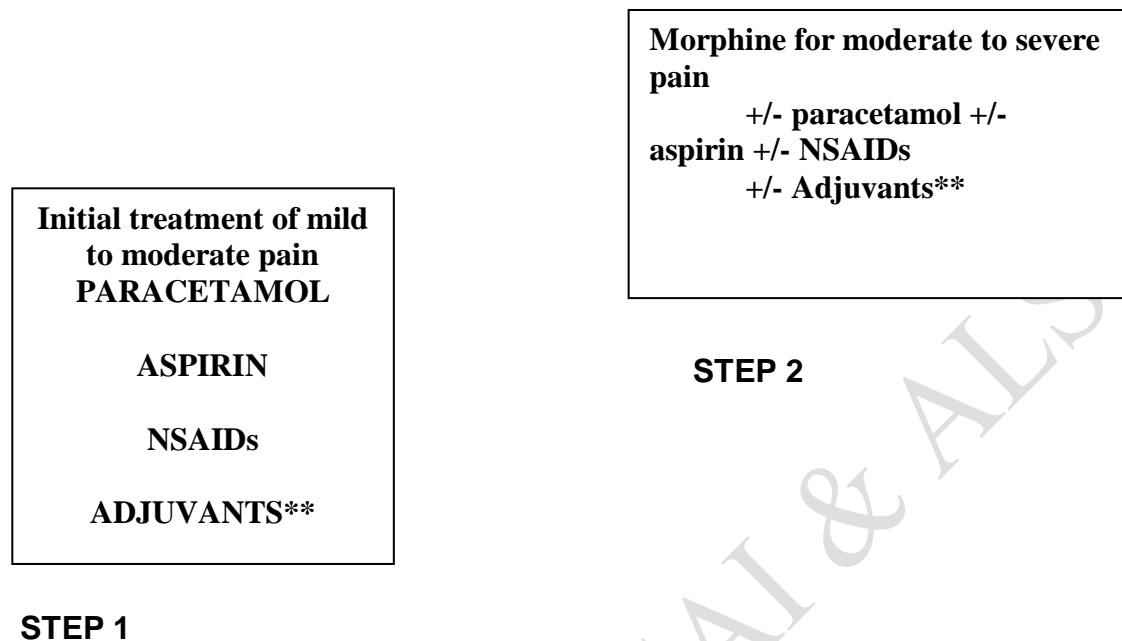 Morphine for moderate to severe
pain
+/- paracetamol +/-
aspirin +/- NSAIDs
+/- Adjuvants**
Initial treatment of mild
to moderate pain
PARACETAMOL
ASPIRIN
NSAIDs
ADJUVANTS**
STEP 2
STEP 1